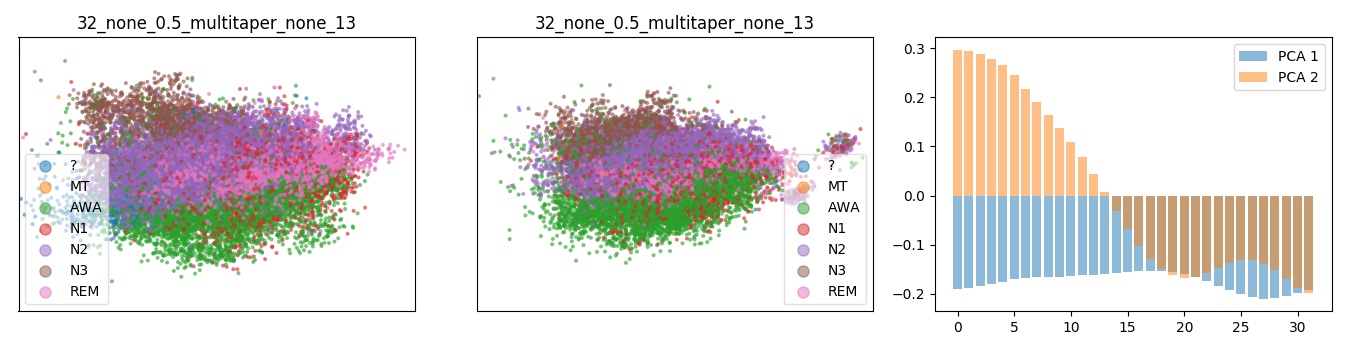 32_none_0.5_multitaper_none_13
?
MT
AWA
N1
N2
N3
REM
32_none_0.5_multitaper_none_13
?
MT
AWA
N1
N2
N3
REM
PCA 1
PCA 2
0.3
0.2
0.1
0.0
−0.1
−0.2
0 5 10 15 20 25 30